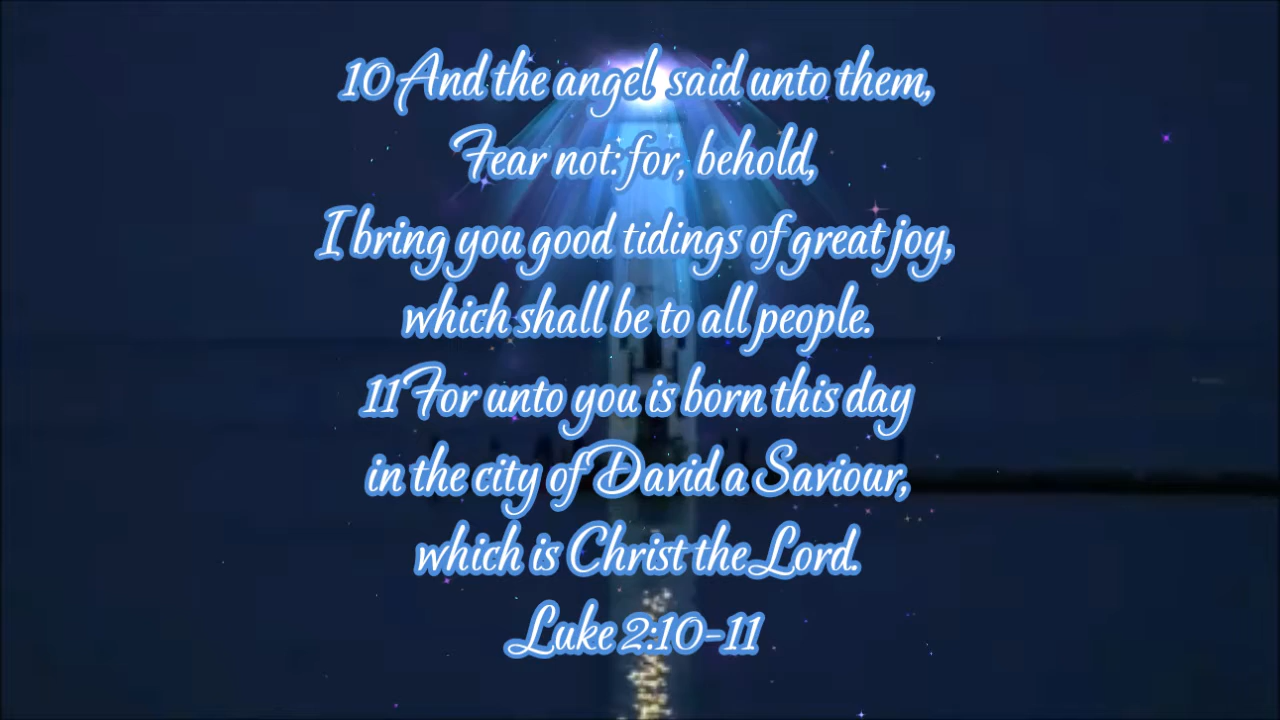 10 And the angel said unto them,
Fear not: for, behold,
I bring you good tidings of great joy,
which shall be to all people.
11 For unto you is born this day
in the city of David a Saviour,
which is Christ the Lord.
Luke 2:10-11